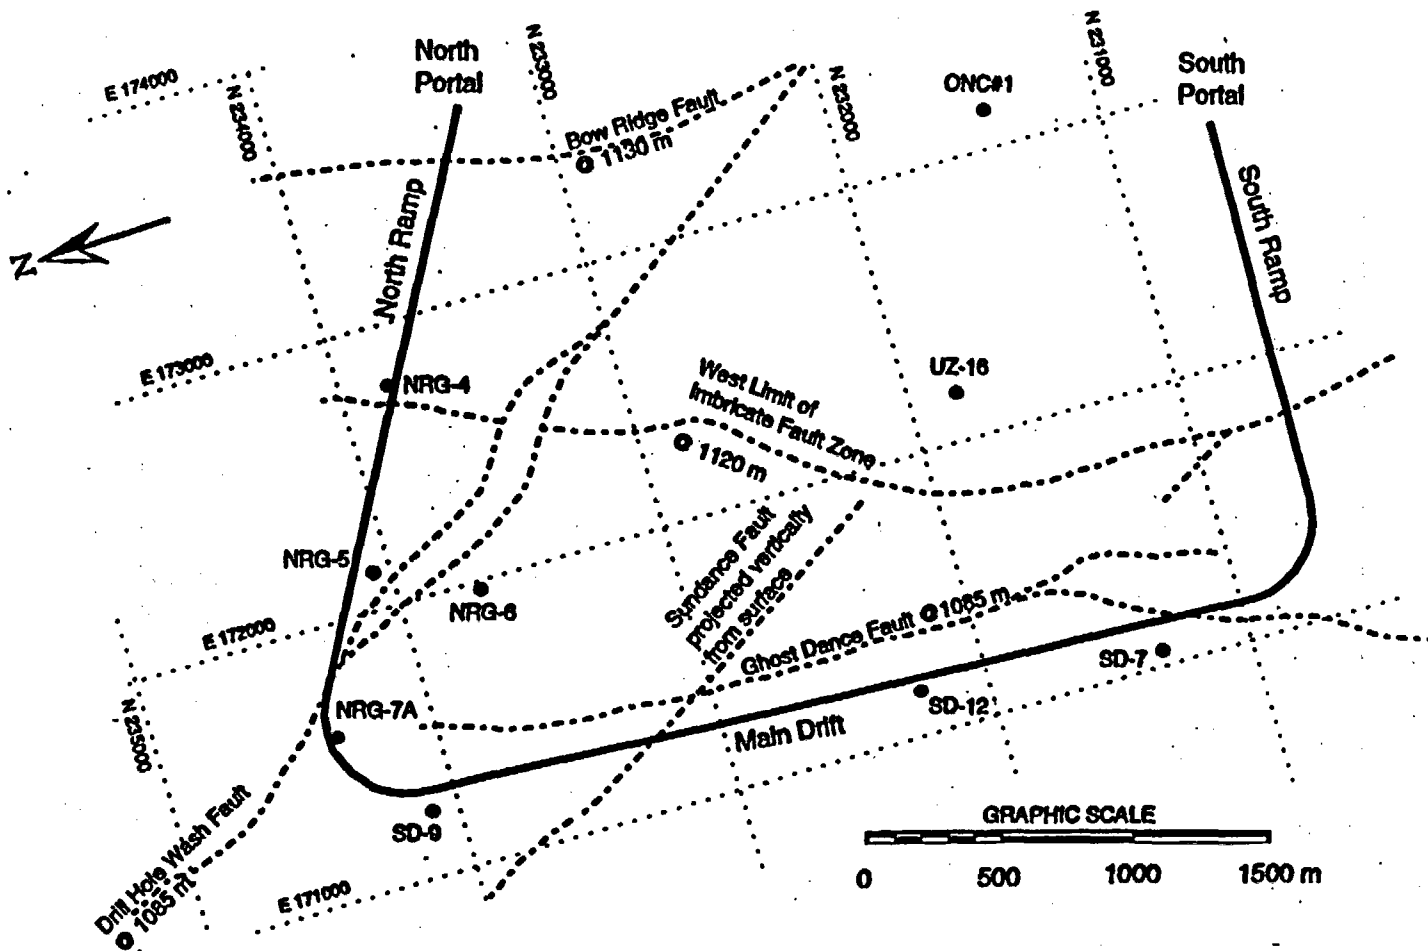 North
Portal
N 233000
N 231000
South
Portal
E 174000
N 234000
Bow Ridge Fault
1130 m
N 232000
ONC#1
North Ramp
South Ramp
N
E 173000
NRG-4
West Limit of
Imbricate Fault Zone
1120 m
UZ-16
NRG-5
NRG-6
Sundance Fault
projected vertically
from surface
E 172000
Ghost Dance Fault
1085 m
SD-7
NRG-7A
SD-12
N 235000
Main Drift
SD-9
Drill Hole Wash Fault
1085 m
E 171000
GRAPHIC SCALE
0 500 1000 1500 m